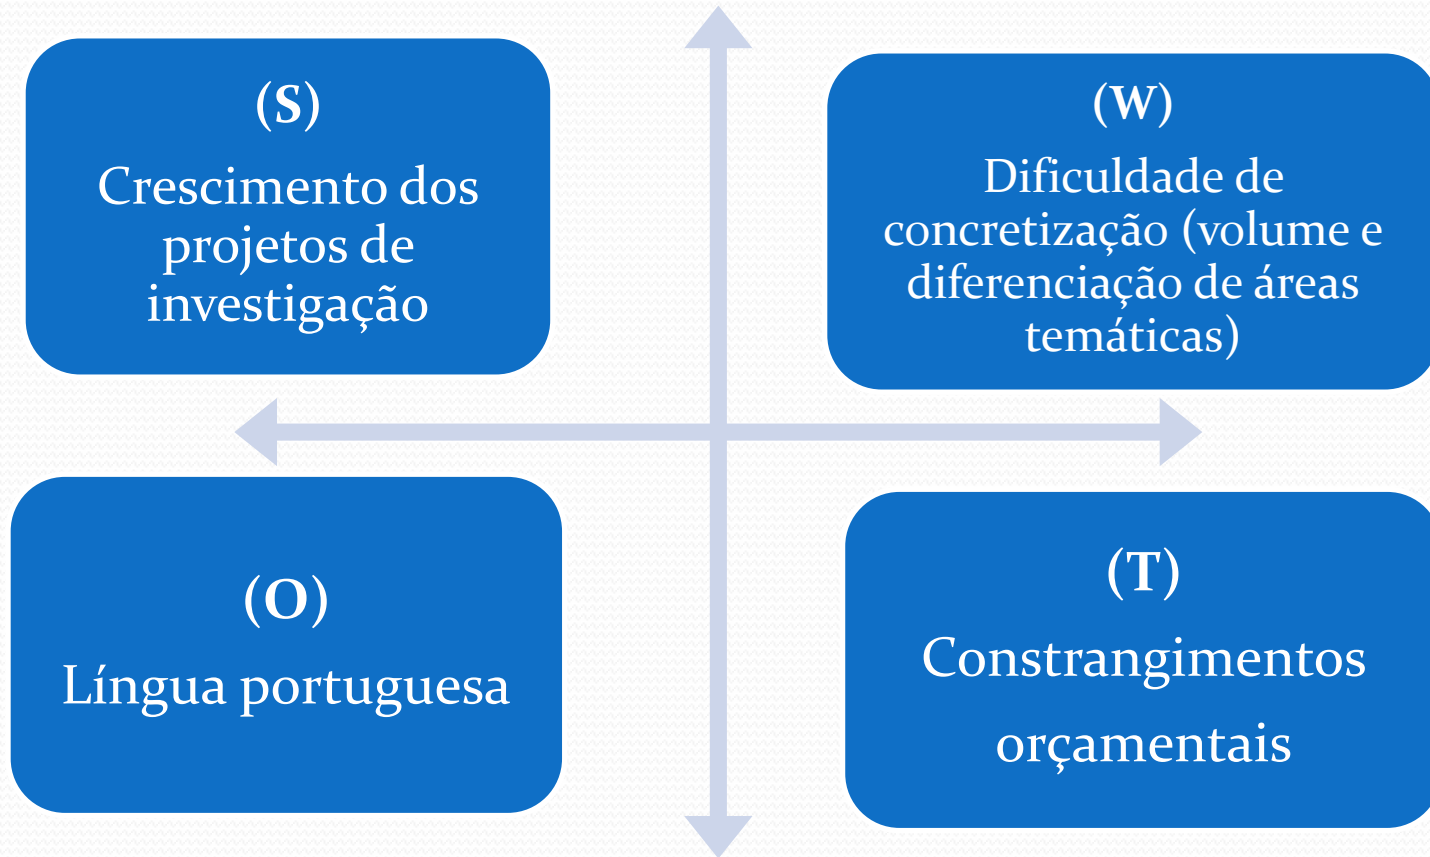 (S)
Crescimento dos
projetos de
investigação
(W)
Dificuldade de
concretização (volume e
diferenciação de áreas
temáticas)
(O)
Língua portuguesa
(T)
Constrangimentos
orçamentais